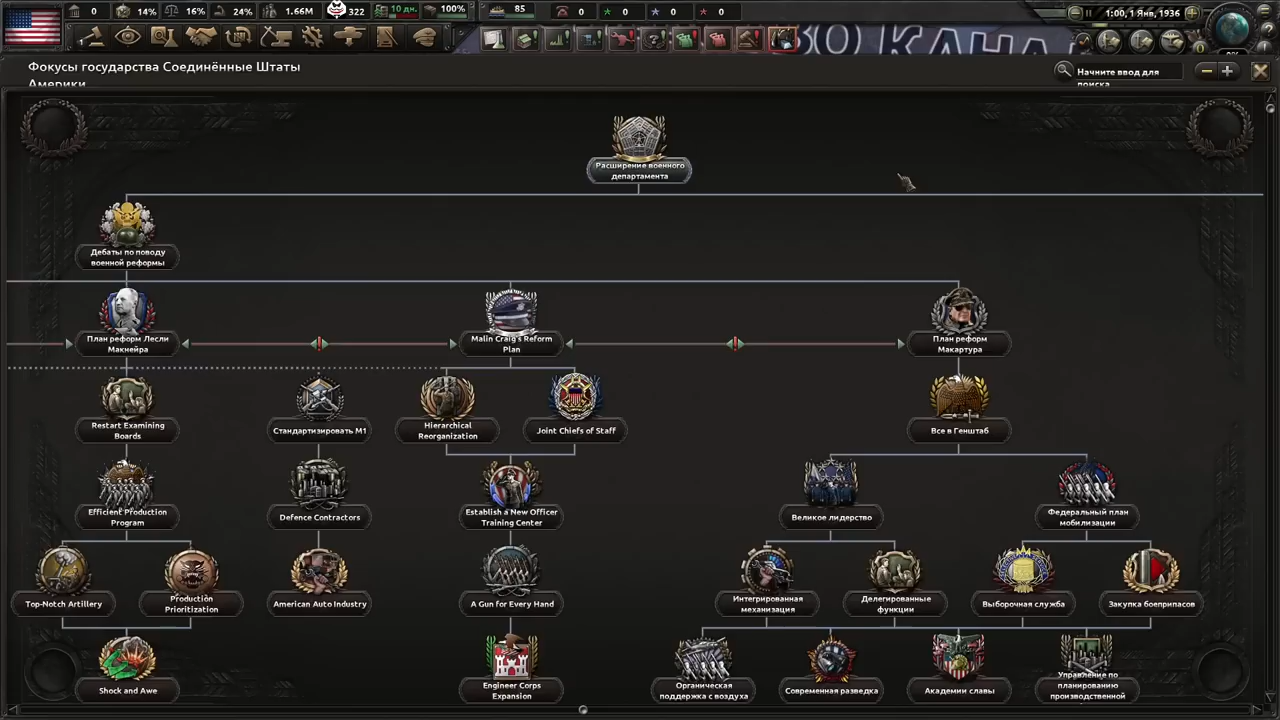 0
14%
16%
24%
1.66M
322
10 дн.
100%
85
0
0
0
0
1:00, 1 Янв, 1936
Фокусы государства Соединённые Штаты
Америки
Начните ввод для
поиска
Расширение военного
департамента
Дебаты по поводу
военной реформы
План реформ Лесли
Макнейра
Malin Craig's Reform
Plan
План реформ
Макартура
Restart Examining
Boards
Стандартизировать M1
Hierarchical
Reorganization
Joint Chiefs of Staff
Все в Генштаб
Efficient Production
Program
Defence Contractors
Establish a New Officer
Training Center
Великое лидерство
Федеральный план
мобилизации
Top-Notch Artillery
Production
Prioritization
American Auto Industry
A Gun for Every Hand
Интегрированная
механизация
Делегированные
функции
Выборочная служба
Закупка боеприпасов
Shock and Awe
Engineer Corps
Expansion
Органическая
поддержка с воздуха
Современная разведка
Академии славы
Управление по
планированию
производственной